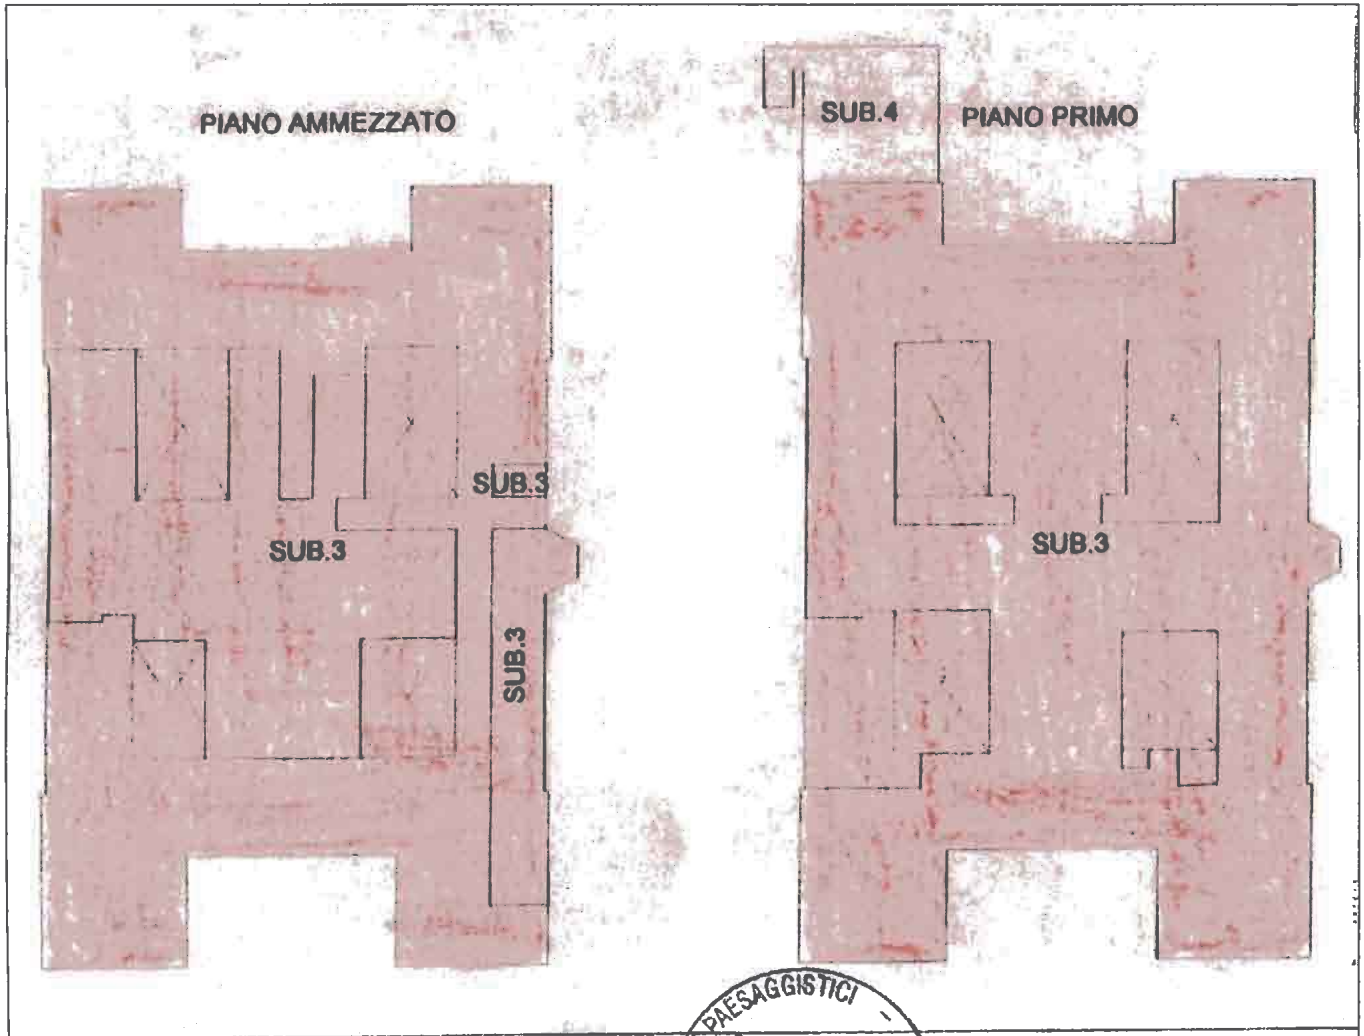 PIANO AMMEZZATO
SUB.4
PIANO PRIMO
SUB.3
SUB.3
SUB.3
SUB.3
PAESAGGISTICI